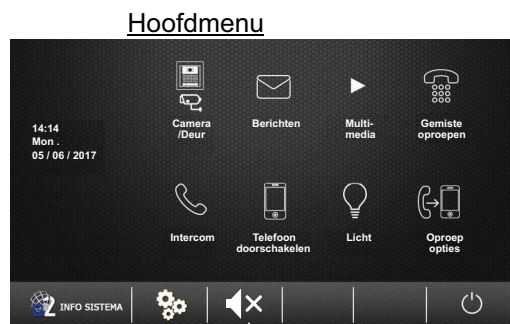 Hoofdmenu
14:14
Mon .
05 / 06 / 2017
Camera
/Deur
Berichten
Multi-
media
Gemiste
oproepen
Intercom
Telefoon
doorschakelen
Licht
Oproep
opties
2 INFO SISTEMA